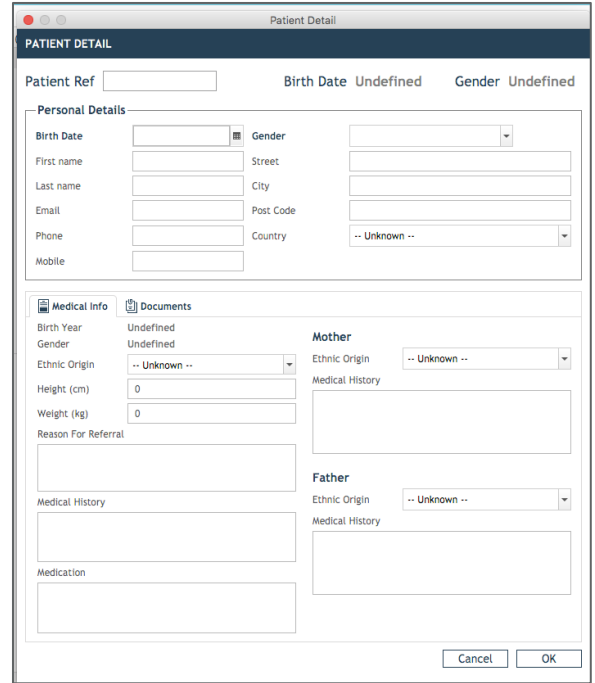 Patient Detail
PATIENT DETAIL
Patient Ref Birth Date Undefined Gender Undefined
Personal Details
Birth Date Gender
First name Street
Last name City
Email Post Code
Phone Country -- Unknown --
Mobile
Medical Info Documents
Birth Year Undefined
Gender Undefined
Ethnic Origin -- Unknown --
Height (cm) 0
Weight (kg) 0
Reason For Referral
Medical History
Medication
Mother
Ethnic Origin -- Unknown --
Medical History
Father
Ethnic Origin -- Unknown --
Medical History
Cancel OK